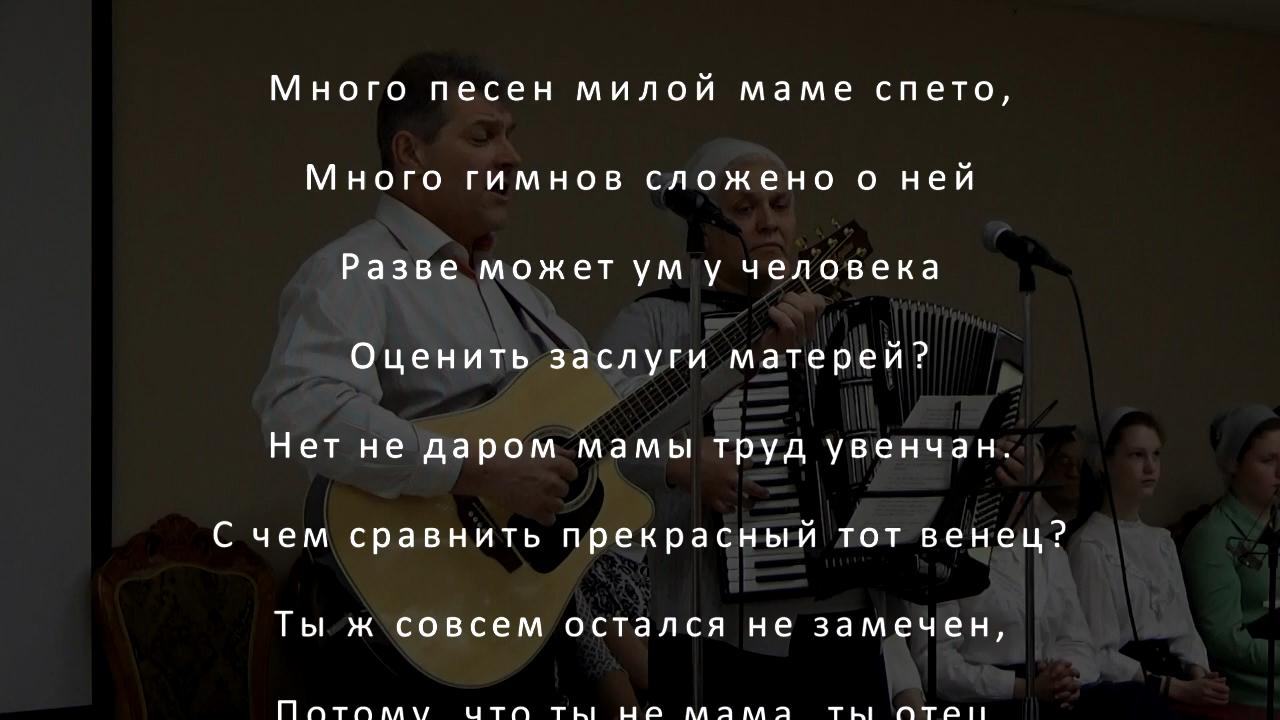 Много песен милой маме спето,
Много гимнов сложено о ней
Разве может ум у человека
Оценить заслуги матерей?
Нет не даром мамы труд увенчан.
С чем сравнить прекрасный тот венец?
Ты ж совсем остался не замечен,
Потому, что ты не мама, ты отец